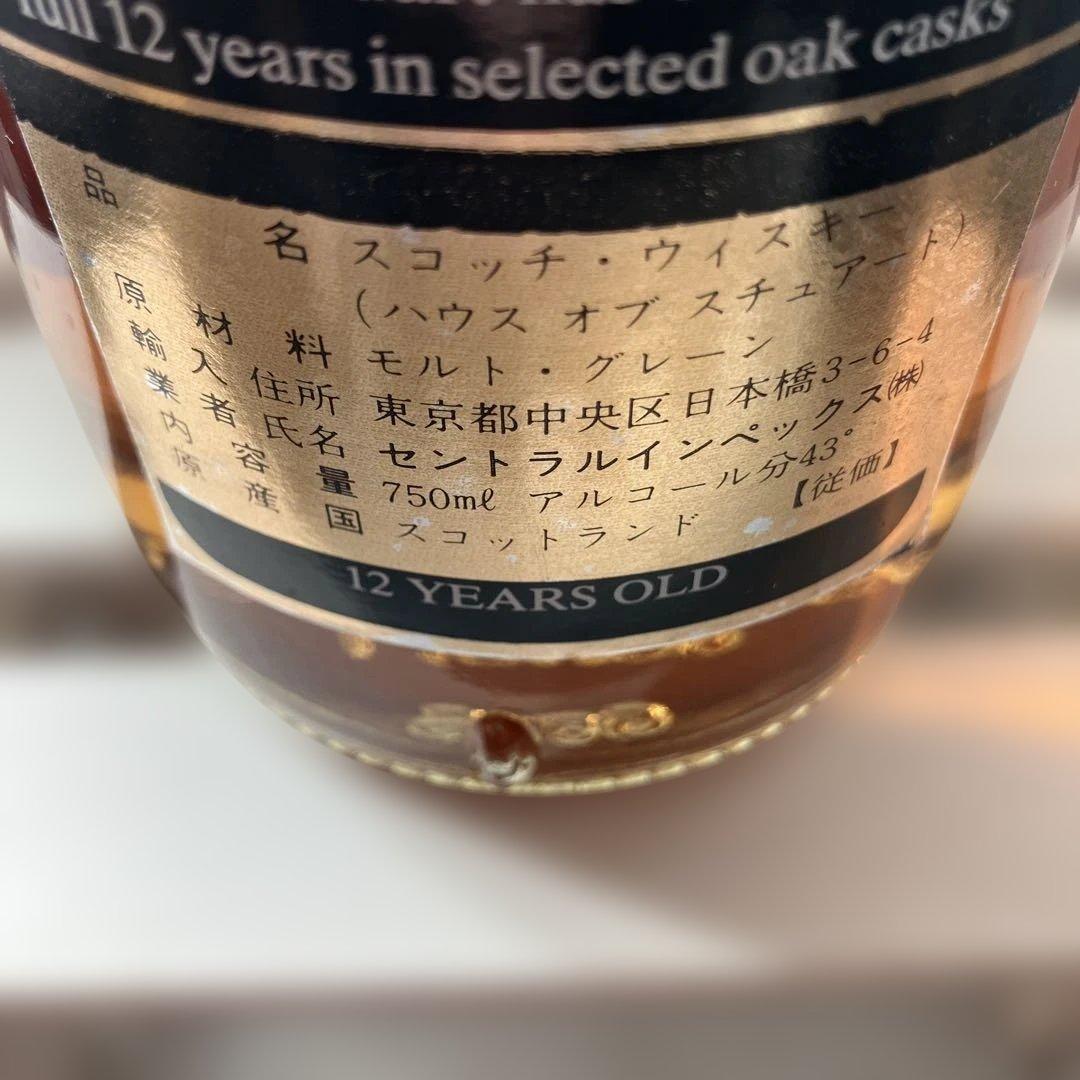 full 12 years in selected oak casks
品名 スコッチ・ウィスキー
(ハウス オブ スチュアート)
原材料 モルト・グレーン
輸入 住所 東京都中央区日本橋3-6-4
業者 氏名 セントラルインペックス㈱
内容量 750mℓ アルコール分43°
原産国 スコットランド 【従価】
12 YEARS OLD